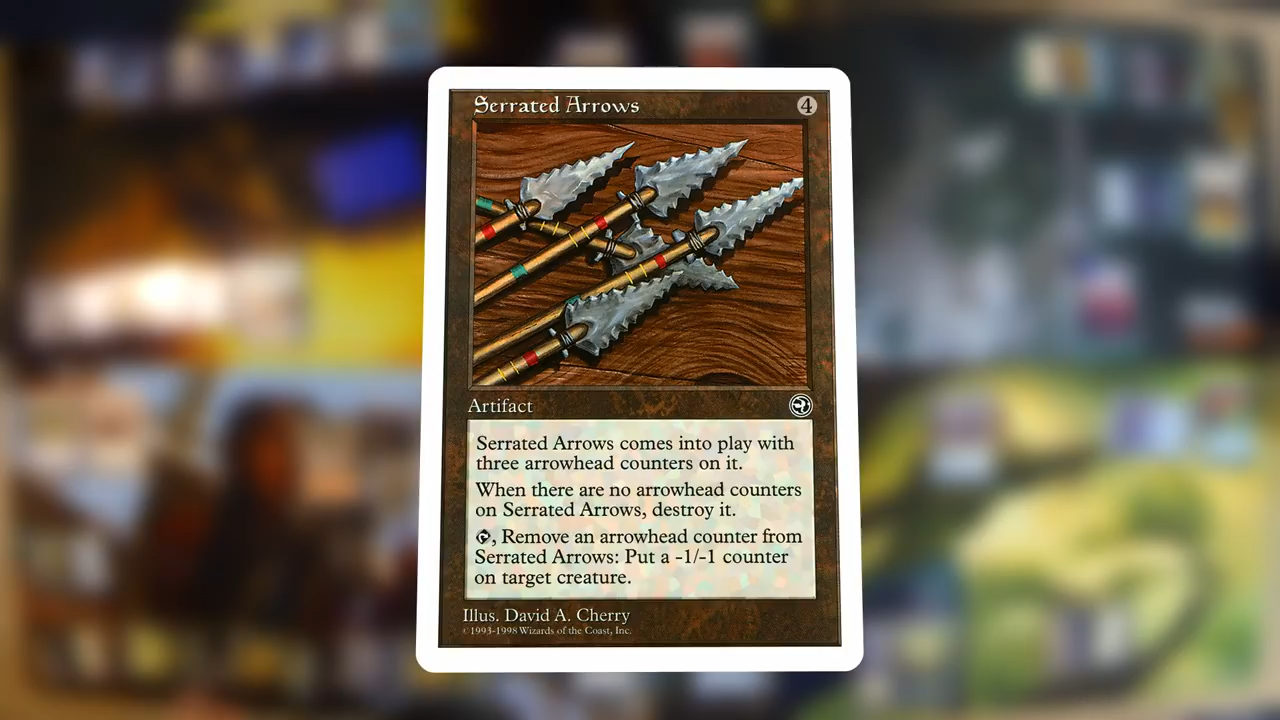 Serrated Arrows
4
Artifact
Serrated Arrows comes into play with
three arrowhead counters on it.
When there are no arrowhead counters
on Serrated Arrows, destroy it.
, Remove an arrowhead counter from
Serrated Arrows: Put a -1/-1 counter
on target creature.
Illus. David A. Cherry
© 1993-1998 Wizards of the Coast, Inc.